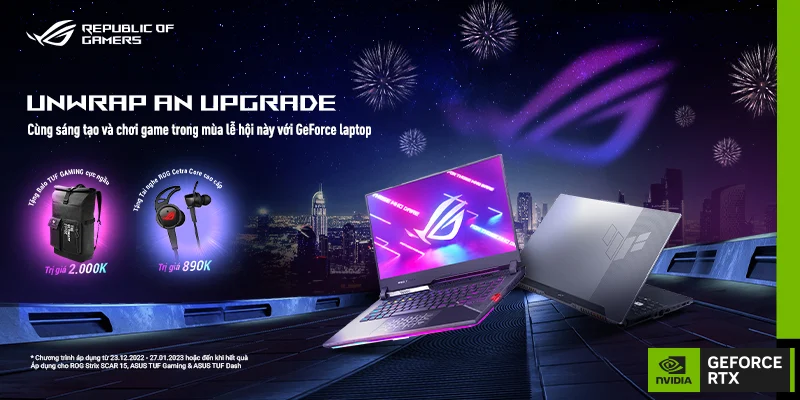 REPUBLIC OF
GAMERS
UNWRAP AN UPGRADE
Cùng sáng tạo và chơi game trong mùa lễ hội này với GeForce laptop
Tặng Balo TUF GAMING cực ngầu
Trị giá 2.000K
Tặng Tai nghe ROG Cetra Core cao cấp
Trị giá 890K
* Chương trình áp dụng từ 23.12.2022 - 27.01.2023 hoặc đến khi hết quà
Áp dụng cho ROG Strix SCAR 15, ASUS TUF Gaming & ASUS TUF Dash
NVIDIA
GEFORCE
RTX